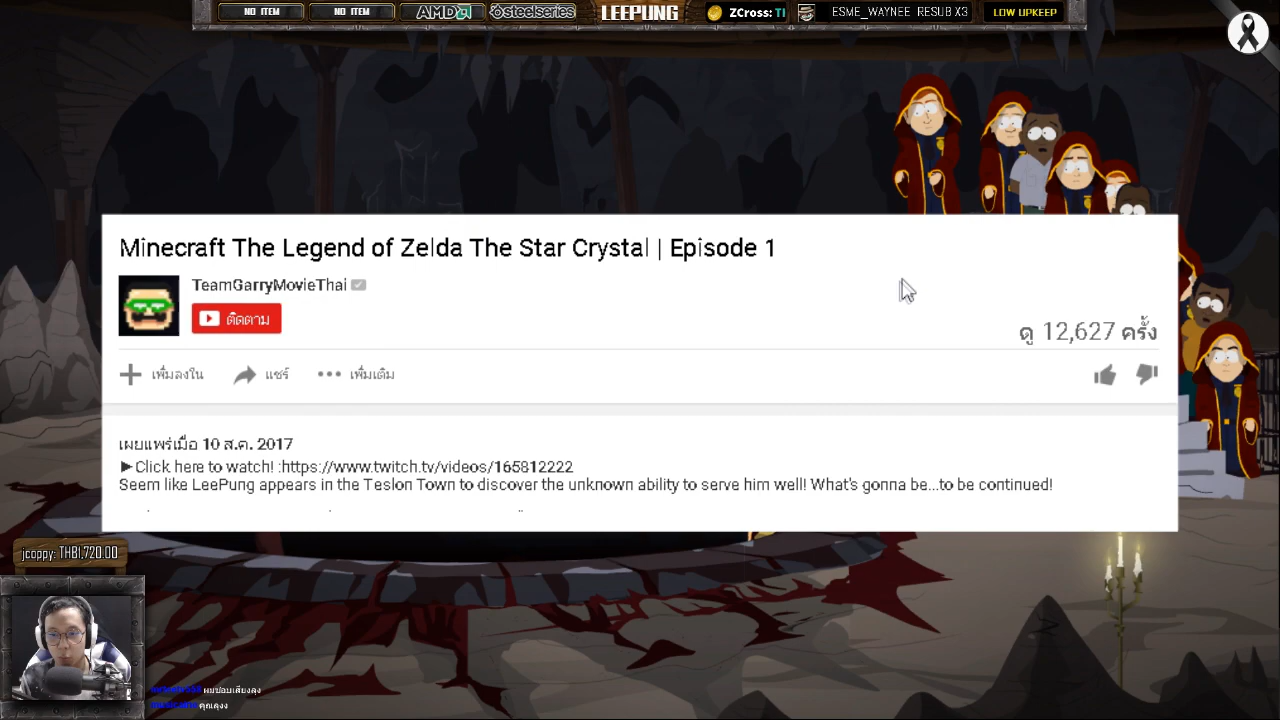 NO ITEM
NO ITEM
AMD
steelseries
LEEPUNG
ZCross: TI
ESME_WAYNEE RESUB X3
LOW UPKEEP
Minecraft The Legend of Zelda The Star Crystal | Episode 1
TeamGarryMovieThai
ติดตาม
ดู 12,627 ครั้ง
เพิ่มลงใน
แชร์
เพิ่มเติม
เผยแพร่เมื่อ 10 ส.ค. 2017
►Click here to watch! :https://www.twitch.tv/videos/165812222
Seem like LeePung appears in the Teslon Town to discover the unknown ability to serve him well! What's gonna be...to be continued!
jcoppy: THB1,720.00
คุณลุงง